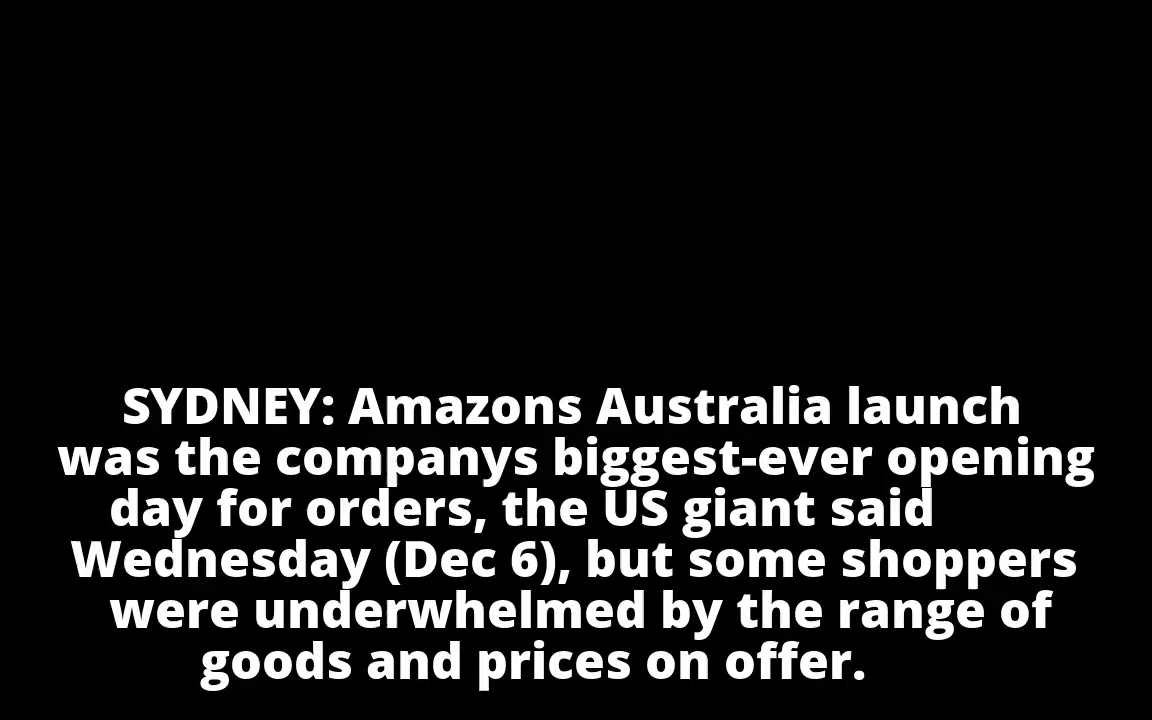 SYDNEY: Amazons Australia launch
was the companys biggest-ever opening
day for orders, the US giant said
Wednesday (Dec 6), but some shoppers
were underwhelmed by the range of
goods and prices on offer.